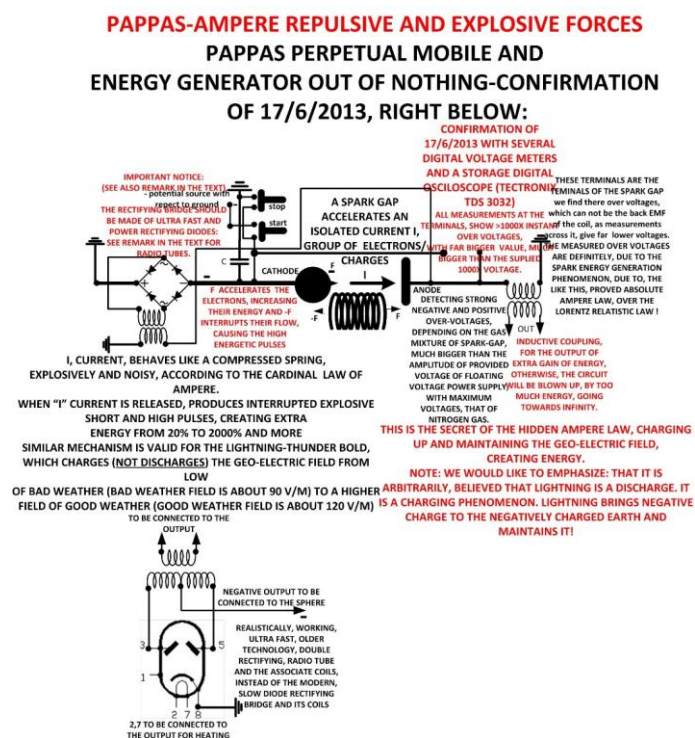 PAPPAS-AMPERE REPULSIVE AND EXPLOSIVE FORCES
PAPPAS PERPETUAL MOBILE AND
ENERGY GENERATOR OUT OF NOTHING-CONFIRMATION
OF 17/6/2013, RIGHT BELOW:
IMPORTANT NOTICE:
(SEE ALSO REMARK IN THE TEXT)
THE RECTIFYING BRIDGE SHOULD
BE MADE OF ULTRA FAST AND
POWER RECTIFYING DIODES:
SEE REMARK IN THE TEXT FOR
RADIO TUBES.
- potential source with
repect to ground
stop
start
C
CATHODE
A SPARK GAP
ACCELERATES AN
ISOLATED CURRENT I,
GROUP OF ELECTRONS/
CHARGES
F
I
-F
F
CONFIRMATION OF
17/6/2013 WITH SEVERAL
DIGITAL VOLTAGE METERS
AND A STORAGE DIGITAL
OSCILOSCOPE (TECTRONIX
TDS 3032)
ALL MEASUREMENTS AT THE
TERMINALS, SHOW >1000X INSTANT
OVER VOLTAGES,
WITH FAR BIGGER VALUE, MUCH
BIGGER THAN THE SUPLIED
1000X VOLTAGE.
THESE TERMINALS ARE THE
TEMINALS OF THE SPARK GAP
we find there over voltages,
which can not be the back EMF
of the coil, as measurements
across it, give far lower voltages.
THE MEASURED OVER VOLTAGES
ARE DEFINITELY, DUE TO THE
SPARK ENERGY GENERATION
PHENOMENON, DUE TO, THE
LIKE THIS, PROVED ABSOLUTE
AMPERE LAW, OVER THE
LORENTZ RELATISTIC LAW !
F ACCELERATES THE
ELECTRONS, INCREASING
THEIR ENERGY AND -F
INTERRUPTS THEIR FLOW,
CAUSING THE HIGH
ENERGETIC PULSES
ANODE
DETECTING STRONG
NEGATIVE AND POSITIVE
OVER-VOLTAGES,
DEPENDING ON THE GAS
MIXTURE OF SPARK-GAP,
MUCH BIGGER THAN THE
AMPLITUDE OF PROVIDED
VOLTAGE OF FLOATING
VOLTAGE POWER SUPPLY,
WITH MAXIMUM
VOLTAGES, THAT OF
NITROGEN GAS.
OUT
INDUCTIVE COUPLING,
FOR THE OUTPUT OF
EXTRA GAIN OF ENERGY,
OTHERWISE, THE CIRCUIT
WILL BE BLOWN UP, BY TOO
MUCH ENERGY, GOING
TOWARDS INFINITY.
I, CURRENT, BEHAVES LIKE A COMPRESSED SPRING,
EXPLOSIVELY AND NOISY, ACCORDING TO THE CARDINAL LAW OF
AMPERE.
WHEN "I" CURRENT IS RELEASED, PRODUCES INTERRUPTED EXPLOSIVE
SHORT AND HIGH PULSES, CREATING EXTRA
ENERGY FROM 20% TO 2000% AND MORE
SIMILAR MECHANISM IS VALID FOR THE LIGHTNING-THUNDER BOLD,
WHICH CHARGES (NOT DISCHARGES) THE GEO-ELECTRIC FIELD FROM
LOW
OF BAD WEATHER (BAD WEATHER FIELD IS ABOUT 90 V/M) TO A HIGHER
FIELD OF GOOD WEATHER (GOOD WEATHER FIELD IS ABOUT 120 V/M)
THIS IS THE SECRET OF THE HIDDEN AMPERE LAW, CHARGING
UP AND MAINTAINING THE GEO-ELECTRIC FIELD,
CREATING ENERGY.
NOTE: WE WOULD LIKE TO EMPHASIZE: THAT IT IS
ARBITRARILY, BELIEVED THAT LIGHTNING IS A DISCHARGE. IT
IS A CHARGING PHENOMENON. LIGHTNING BRINGS NEGATIVE
CHARGE TO THE NEGATIVELY CHARGED EARTH AND
MAINTAINS IT!
TO BE CONNECTED TO THE
OUTPUT
NEGATIVE OUTPUT TO BE
CONNECTED TO THE SPHERE
-
REALISTICALLY, WORKING,
ULTRA FAST, OLDER
TECHNOLOGY, DOUBLE
RECTIFYING, RADIO TUBE
AND THE ASSOCIATE COILS,
INSTEAD OF THE MODERN,
SLOW DIODE RECTIFYING
BRIDGE AND ITS COILS
3 5
1
2 7 8
2,7 TO BE CONNECTED TO
THE OUTPUT FOR HEATING